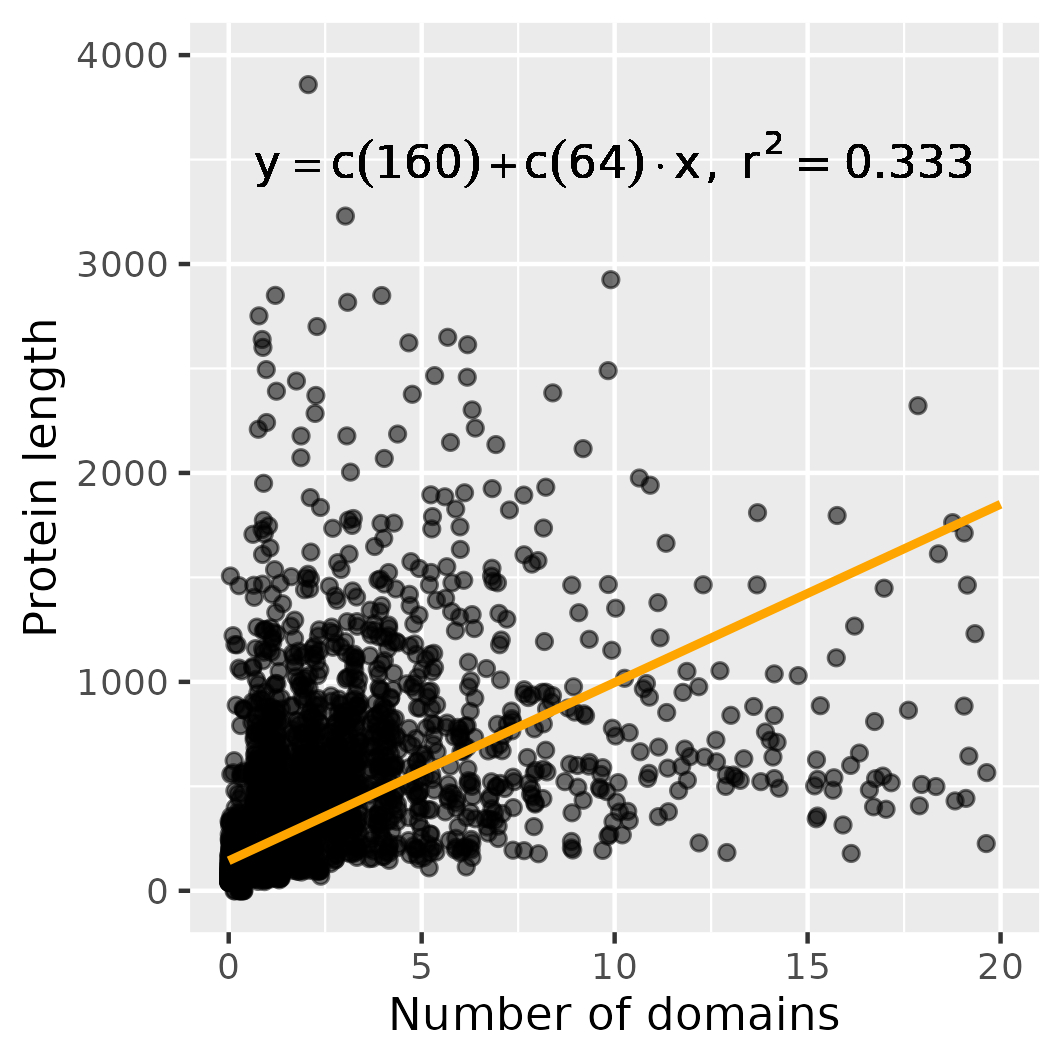 4000
y = c(160)+c(64) · x, r² = 0.333
3000
Protein length
2000
1000
0
0 5 10 15 20
Number of domains